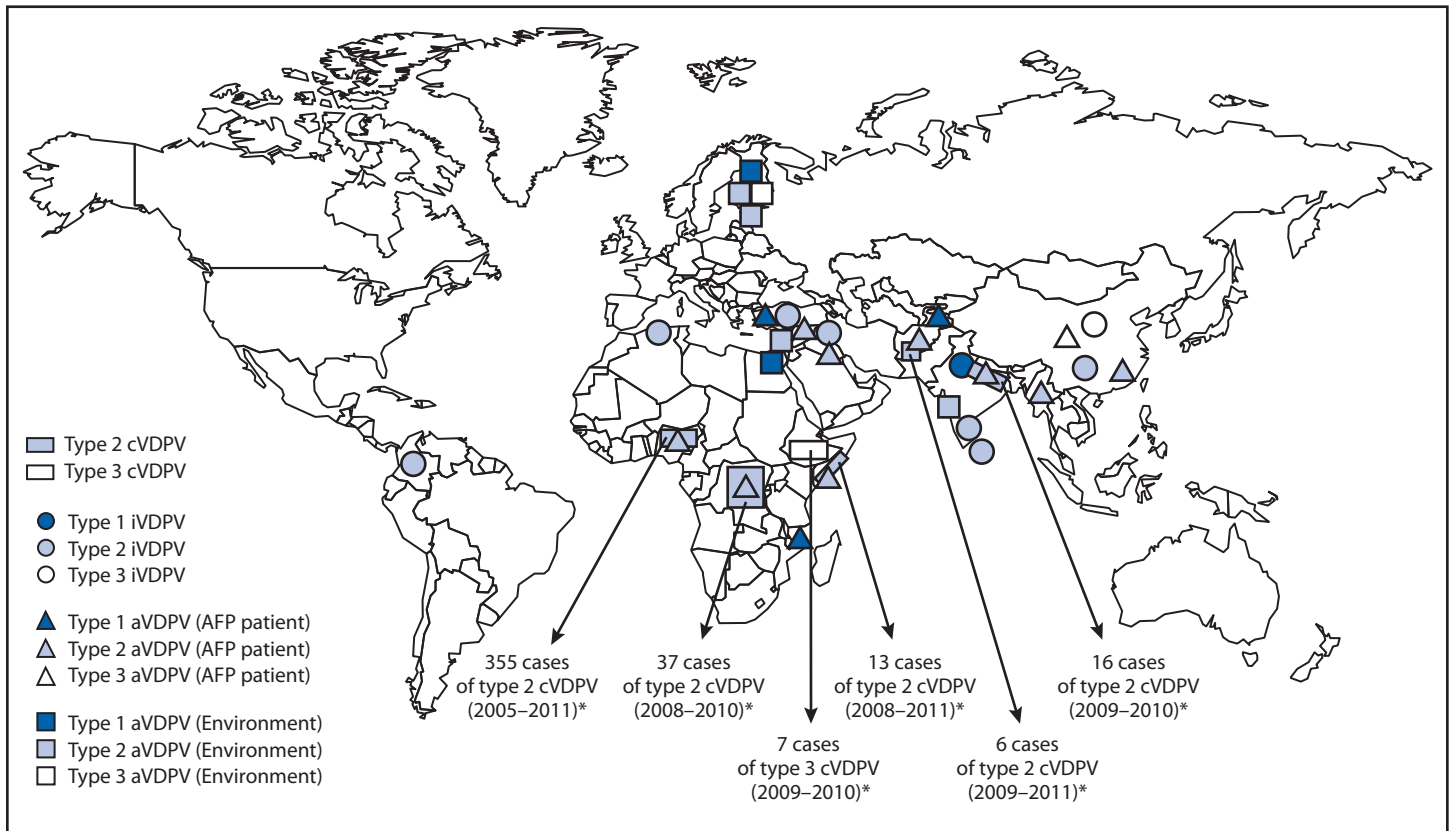 Type 2 cVDPV
Type 3 cVDPV
Type 1 iVDPV
Type 2 iVDPV
Type 3 iVDPV
Type 1 aVDPV (AFP patient)
Type 2 aVDPV (AFP patient)
Type 3 aVDPV (AFP patient)
Type 1 aVDPV (Environment)
Type 2 aVDPV (Environment)
Type 3 aVDPV (Environment)
355 cases
of type 2 cVDPV
(2005–2011)*
37 cases
of type 2 cVDPV
(2008–2010)*
7 cases
of type 3 cVDPV
(2009–2010)*
13 cases
of type 2 cVDPV
(2008–2011)*
6 cases
of type 2 cVDPV
(2009–2011)*
16 cases
of type 2 cVDPV
(2009–2010)*